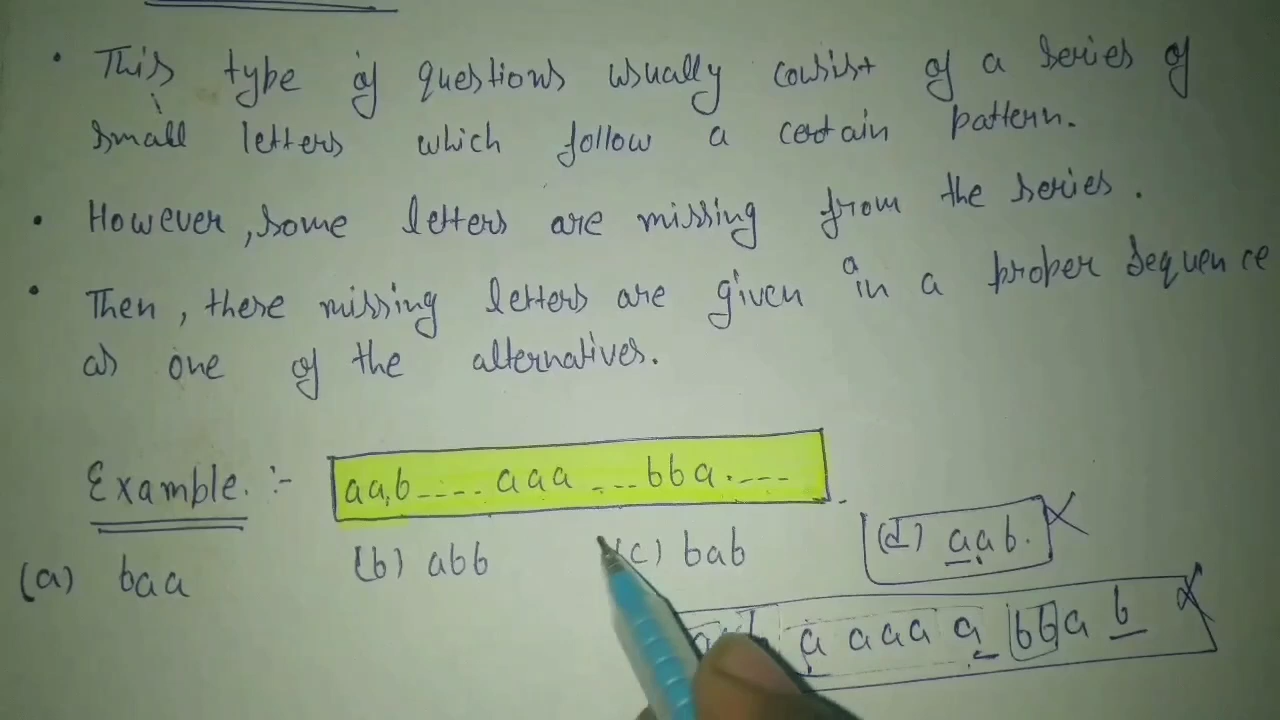 • This type of questions usually consist of a series of
small letters which follow a certain pattern.
• However, some letters are missing from the series.
• Then, these missing letters are given in a proper sequence
as one of the alternatives.
Example :- aab .... aaa .... bba ....
(a) baa (b) abb (c) bab (d) aab.
b a aaa a bba b